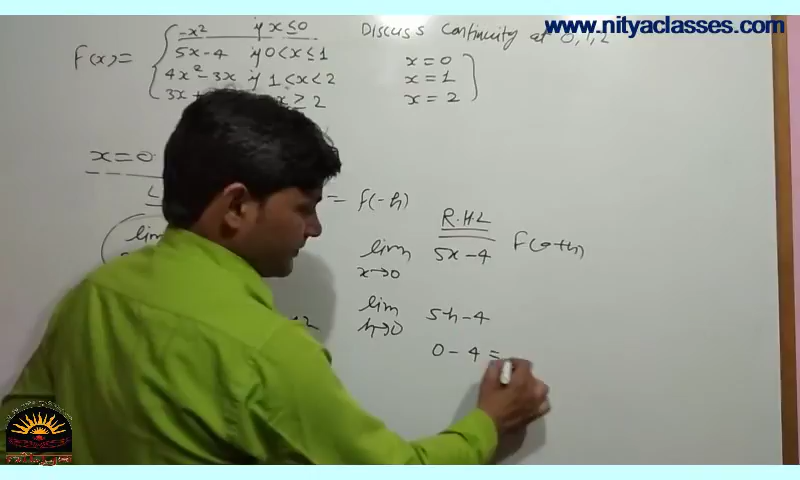 www.nityaclasses.com
F(x) = { -x² if x ≤ 0 Discuss Continuity at 0, 1, 2
5x-4 if 0 < x ≤ 1 x = 0
4x²-3x if 1 < x < 2 x = 1
3x+ x ≥ 2 x = 2
x = 0
L = f(-h)
R.H.L
lim lim 5x-4 F(0+h)
x→0
lim 5h-4
h→0
0-4 =